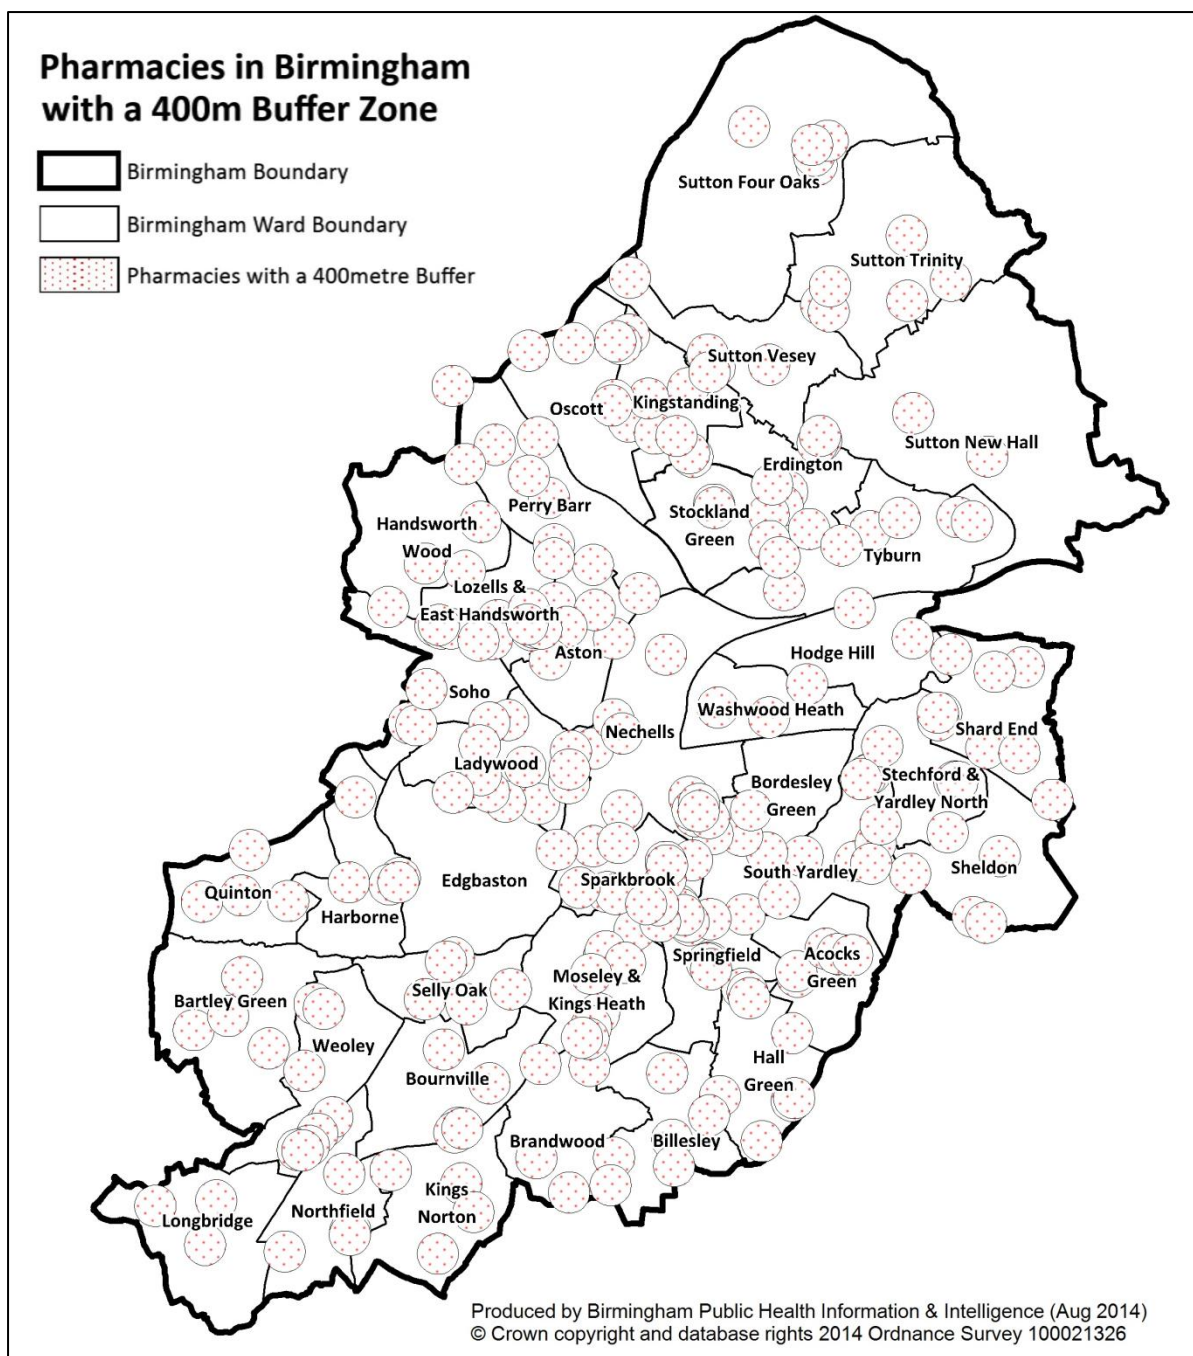 Pharmacies in Birmingham
with a 400m Buffer Zone
Birmingham Boundary
Birmingham Ward Boundary
Pharmacies with a 400metre Buffer
Sutton Four Oaks
Sutton Trinity
Sutton Vesey
Kingstanding
Oscott
Sutton New Hall
Erdington
Perry Barr
Stockland
Green
Handsworth
Wood
Tyburn
Lozells &
East Handsworth
Aston
Hodge Hill
Soho
Washwood Heath
Nechells
Shard End
Ladywood
Bordesley
Green
Stechford &
Yardley North
Quinton
Harborne
Edgbaston
Sparkbrook
South Yardley
Sheldon
Springfield
Acocks
Green
Bartley Green
Selly Oak
Moseley &
Kings Heath
Weoley
Hall
Green
Bournville
Brandwood
Billesley
Kings
Norton
Northfield
Longbridge
Produced by Birmingham Public Health Information & Intelligence (Aug 2014)
© Crown copyright and database rights 2014 Ordnance Survey 100021326